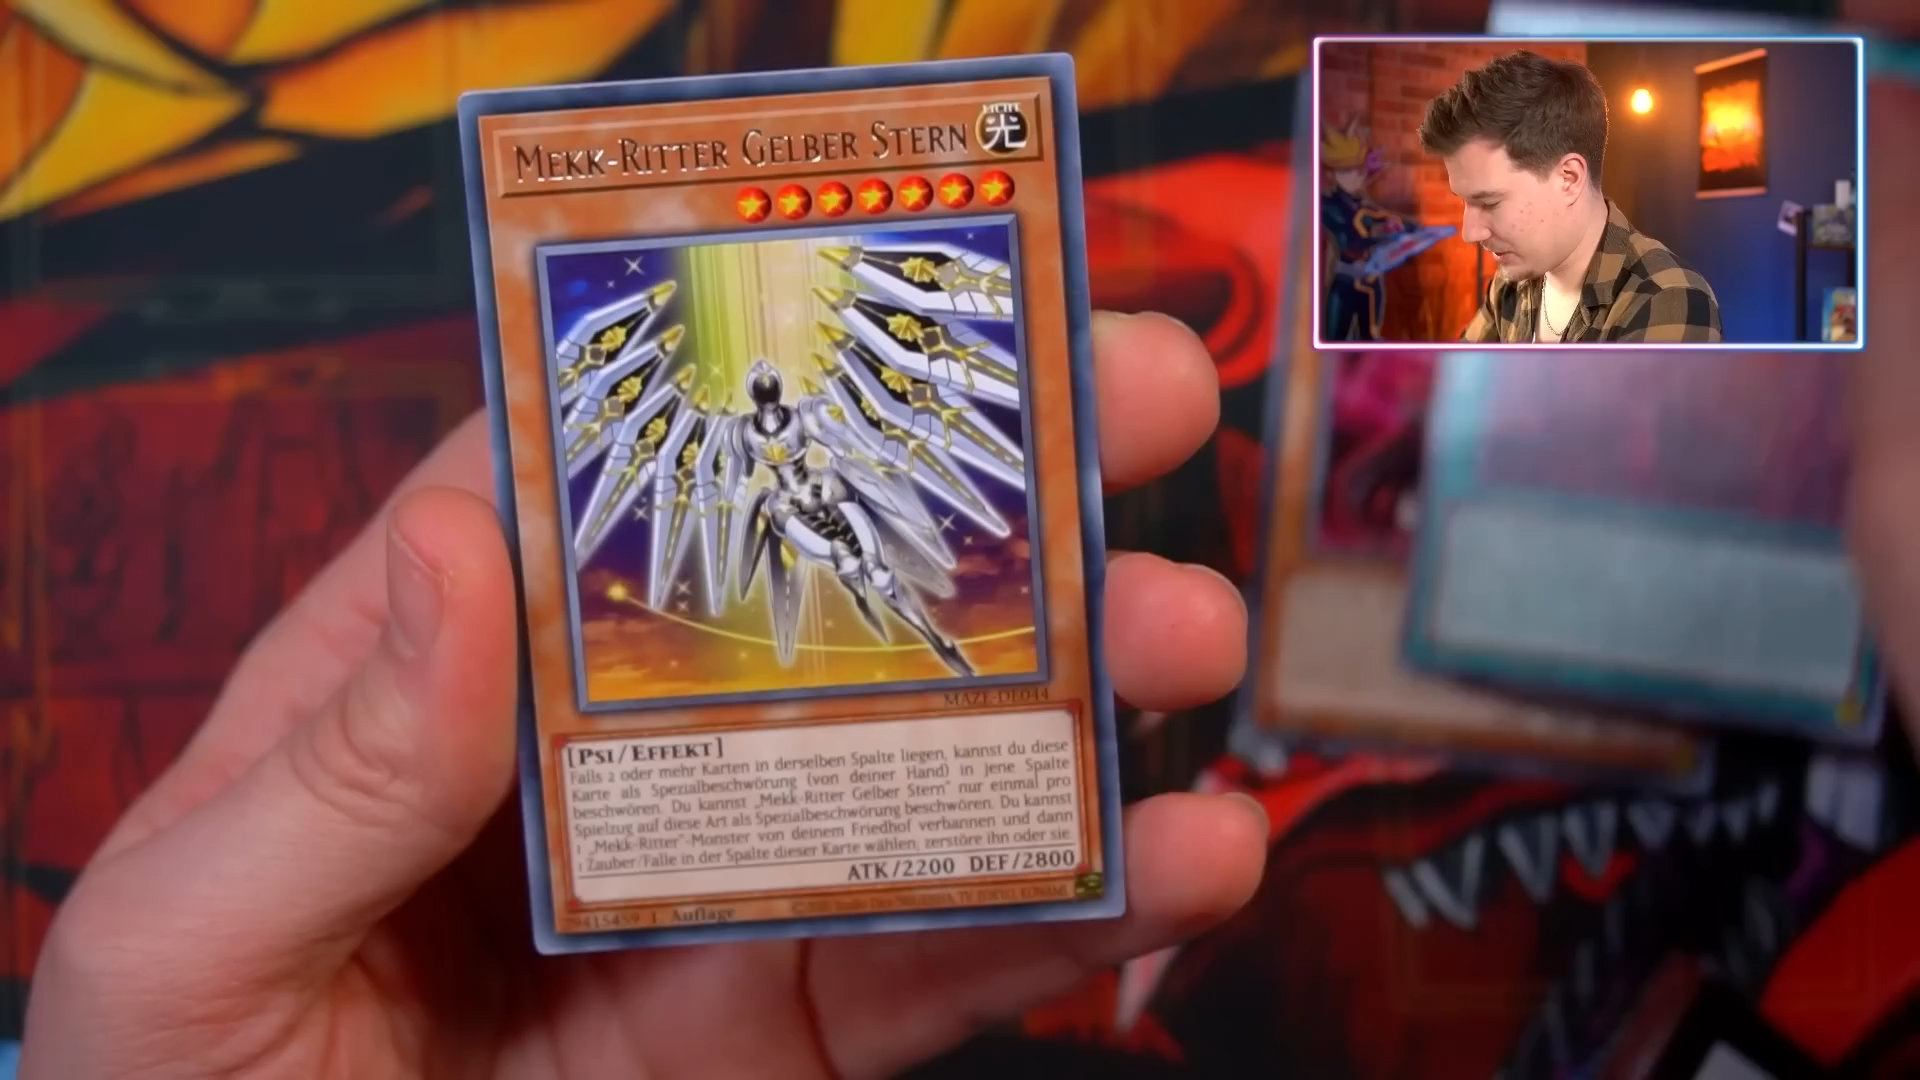 MEKK-RITTER GELBER STERN
LICHT
光
MAZE-DE044
[PSI/EFFEKT]
Falls 2 oder mehr Karten in derselben Spalte liegen, kannst du diese
Karte als Spezialbeschwörung (von deiner Hand) in jene Spalte
beschwören. Du kannst „Mekk-Ritter Gelber Stern" nur einmal pro
Spielzug auf diese Art als Spezialbeschwörung beschwören. Du kannst
1 „Mekk-Ritter"-Monster von deinem Friedhof verbannen und dann
1 Zauber/Falle in der Spalte dieser Karte wählen; zerstöre ihn oder sie.
ATK/2200 DEF/2800
79415459 1. Auflage